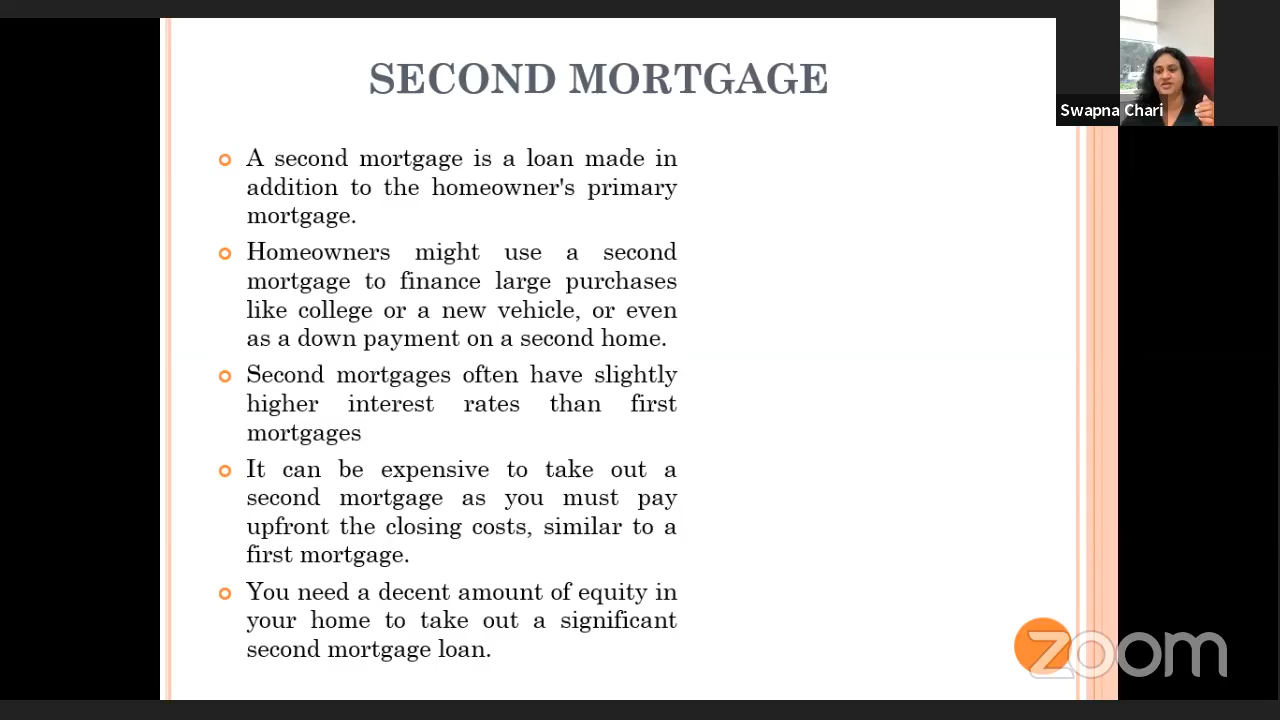 SECOND MORTGAGE
Swapna Chari
A second mortgage is a loan made in
addition to the homeowner's primary
mortgage.
Homeowners might use a second
mortgage to finance large purchases
like college or a new vehicle, or even
as a down payment on a second home.
Second mortgages often have slightly
higher interest rates than first
mortgages
It can be expensive to take out a
second mortgage as you must pay
upfront the closing costs, similar to a
first mortgage.
You need a decent amount of equity in
your home to take out a significant
second mortgage loan.
zoom